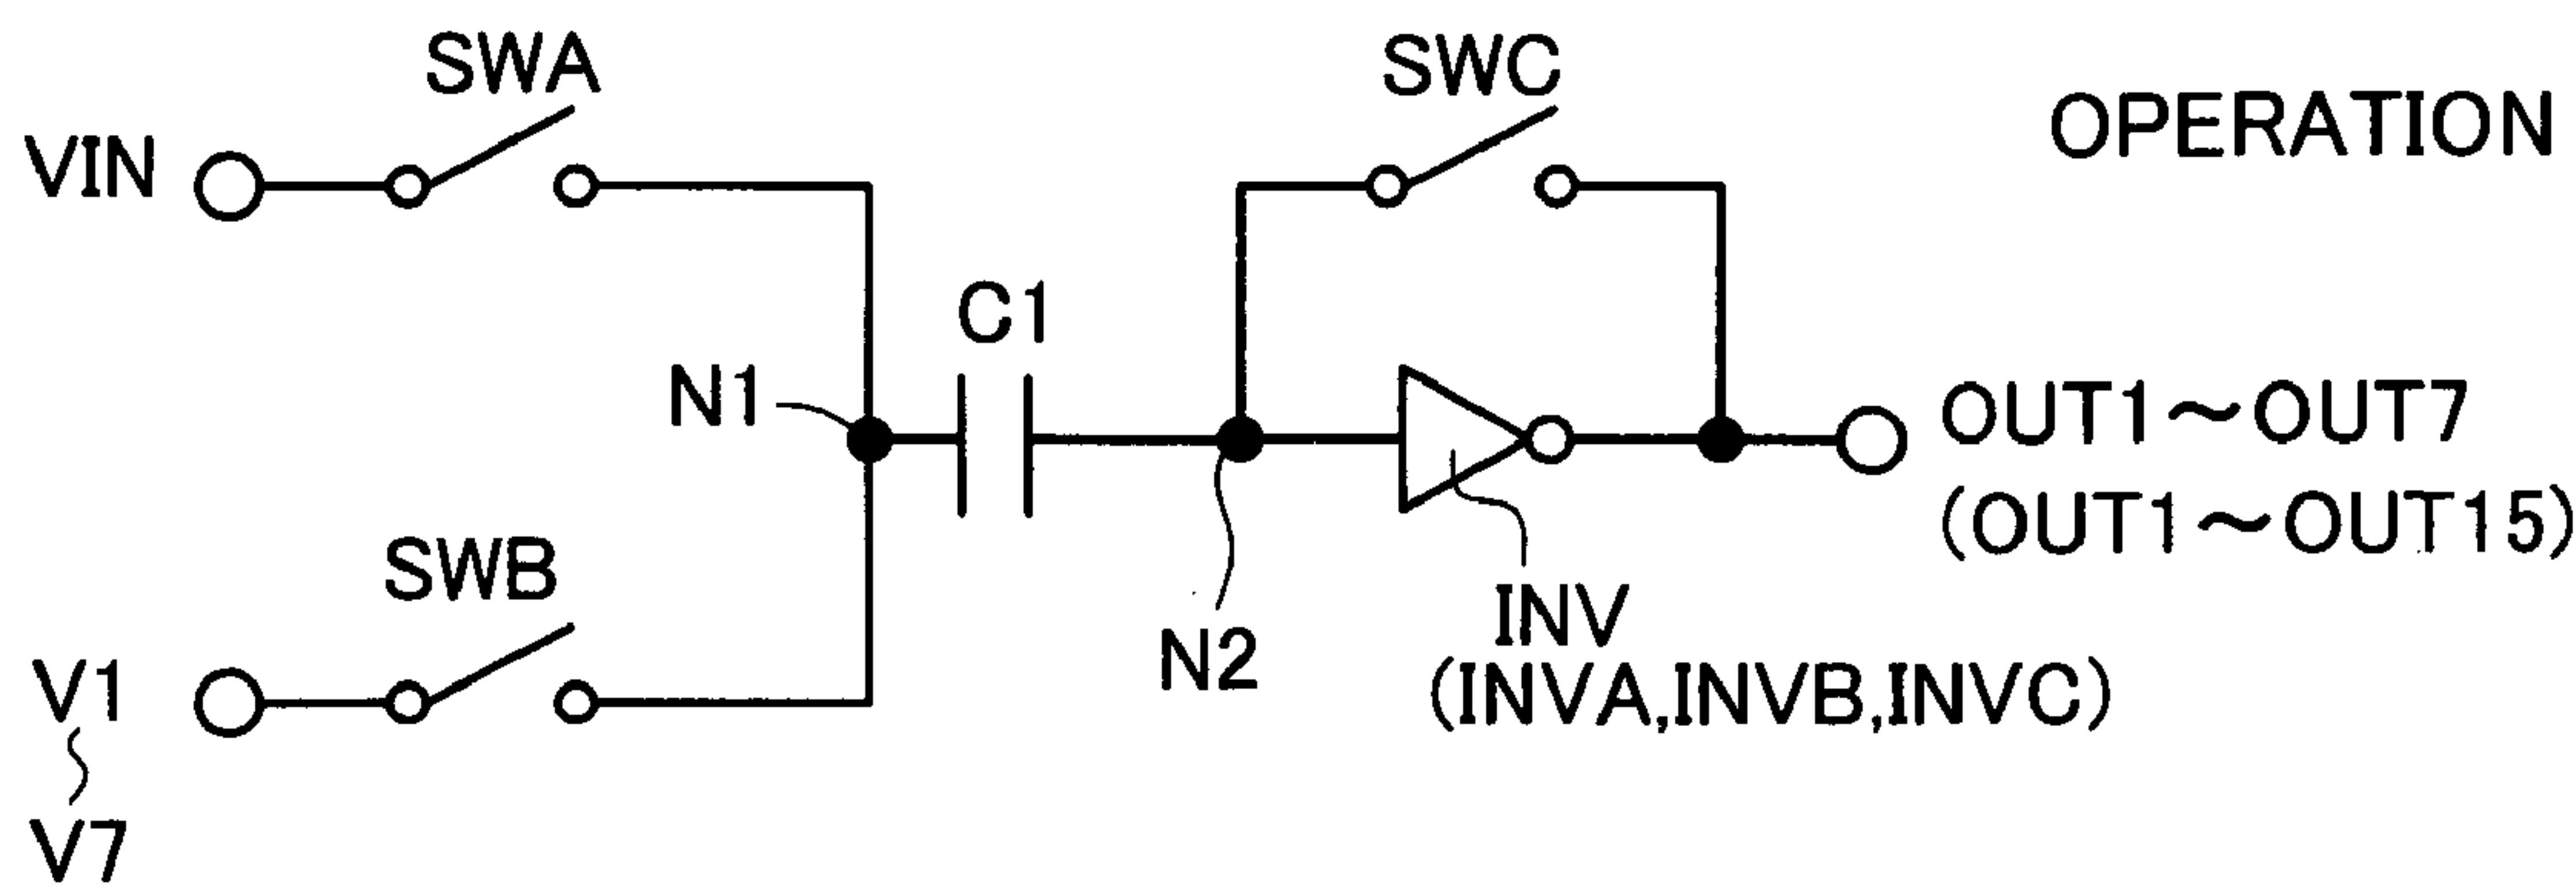 SWA
SWC
OPERATION
VIN
C1
N1
OUT1～OUT7
(OUT1～OUT15)
SWB
INV
(INVA,INVB,INVC)
N2
V1
V7